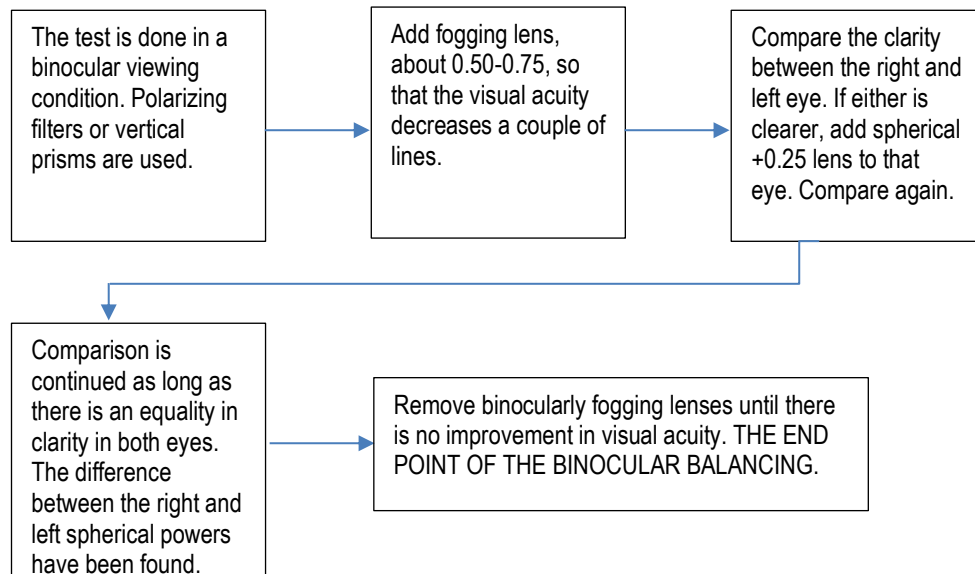 The test is done in a
binocular viewing
condition. Polarizing
filters or vertical
prisms are used.
Add fogging lens,
about 0.50-0.75, so
that the visual acuity
decreases a couple of
lines.
Compare the clarity
between the right and
left eye. If either is
clearer, add spherical
+0.25 lens to that
eye. Compare again.
Comparison is
continued as long as
there is an equality in
clarity in both eyes.
The difference
between the right and
left spherical powers
have been found.
Remove binocularly fogging lenses until there
is no improvement in visual acuity. THE END
POINT OF THE BINOCULAR BALANCING.